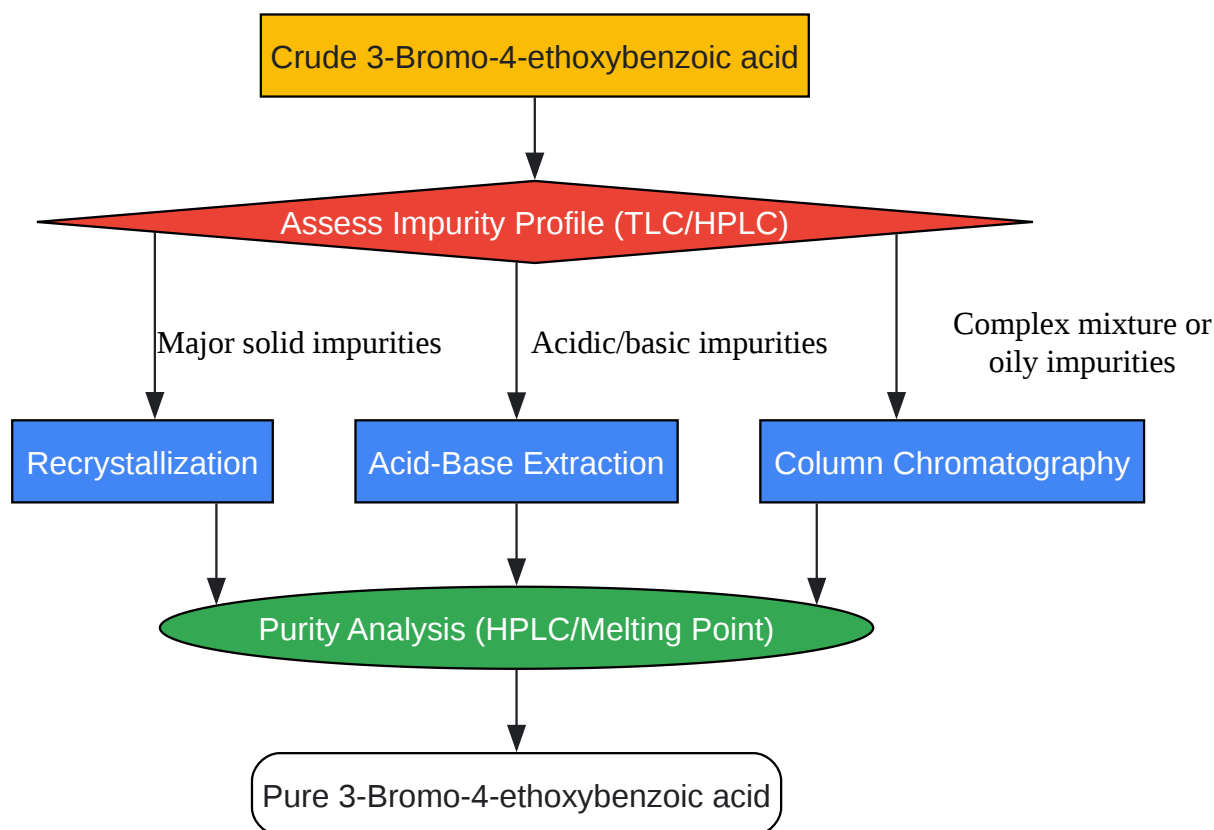 Crude 3-Bromo-4-ethoxybenzoic acid
Assess Impurity Profile (TLC/HPLC)
Major solid impurities
Acidic/basic impurities
Complex mixture or
oily impurities
Recrystallization
Acid-Base Extraction
Column Chromatography
Purity Analysis (HPLC/Melting Point)
Pure 3-Bromo-4-ethoxybenzoic acid